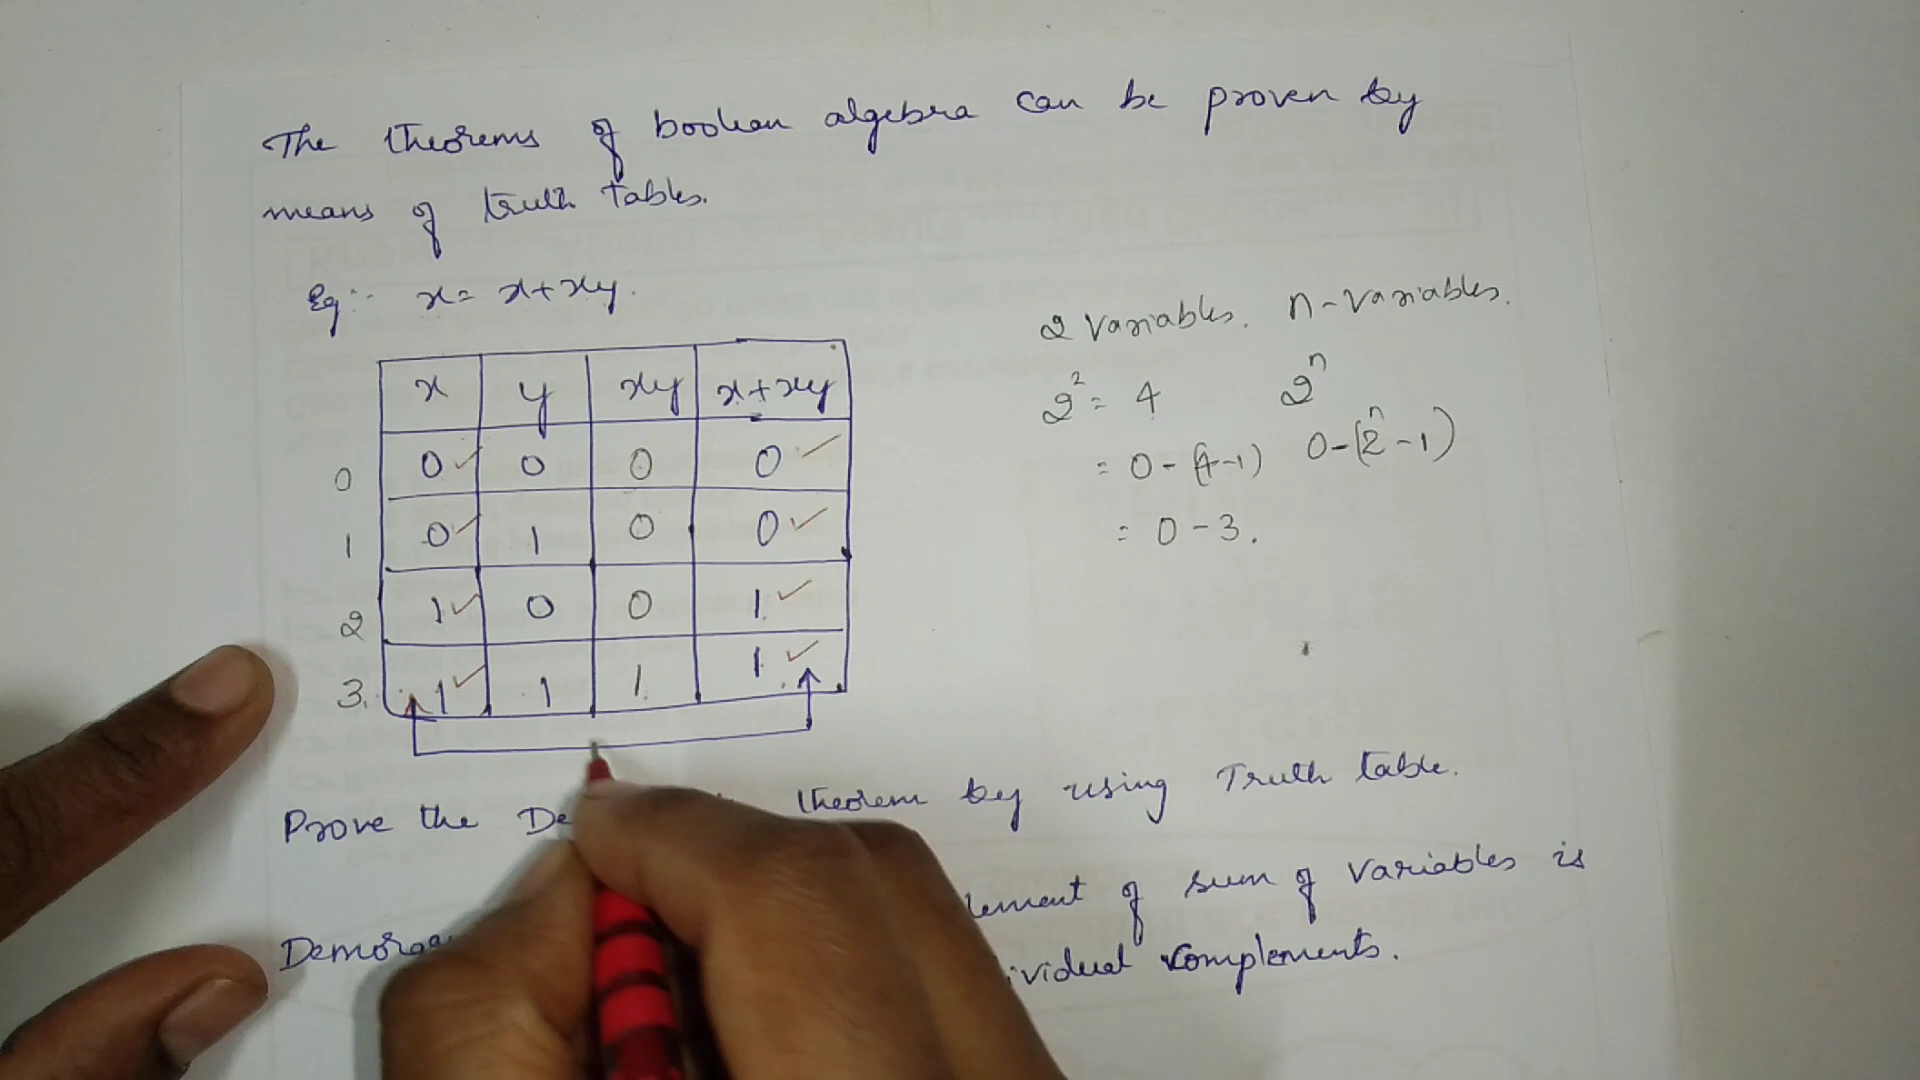 The theorems of boolean algebra can be proven by
means of truth tables.
Eg:- x = x+xy.
2 Variables. n-variables.
x y xy x+xy
2² = 4 2ⁿ
0 0 ✓ 0 0 0 ✓
= 0-(4-1) 0-(2ⁿ-1)
1 0 ✓ 1 0 0 ✓
= 0-3.
2 1 ✓ 0 0 1 ✓
3. 1 ✓ 1 1 1 ✓
Prove the De theorem by using Truth table.
lement of sum of variables is
Demorga ividual complements.